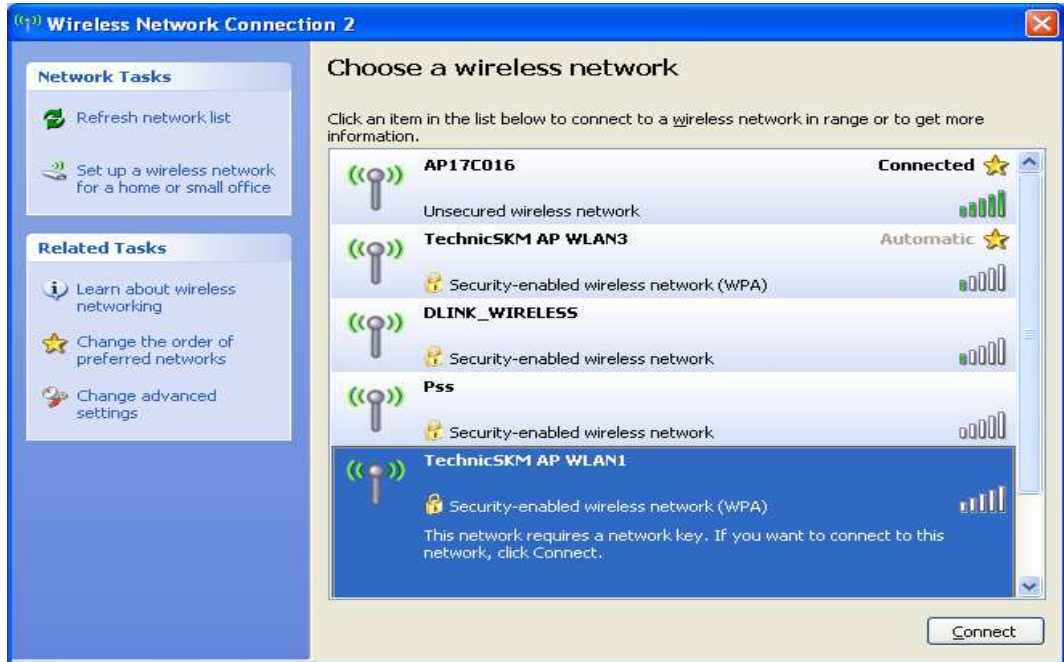 Wireless Network Connection 2
Network Tasks
Refresh network list
Set up a wireless network
for a home or small office
Related Tasks
Learn about wireless
networking
Change the order of
preferred networks
Change advanced
settings
Choose a wireless network
Click an item in the list below to connect to a wireless network in range or to get more
information.
AP17C016
Connected
Unsecured wireless network
TechnicSKM AP WLAN3
Automatic
Security-enabled wireless network (WPA)
DLINK_WIRELESS
Security-enabled wireless network
Pss
Security-enabled wireless network
TechnicSKM AP WLAN1
Security-enabled wireless network (WPA)
This network requires a network key. If you want to connect to this
network, click Connect.
Connect